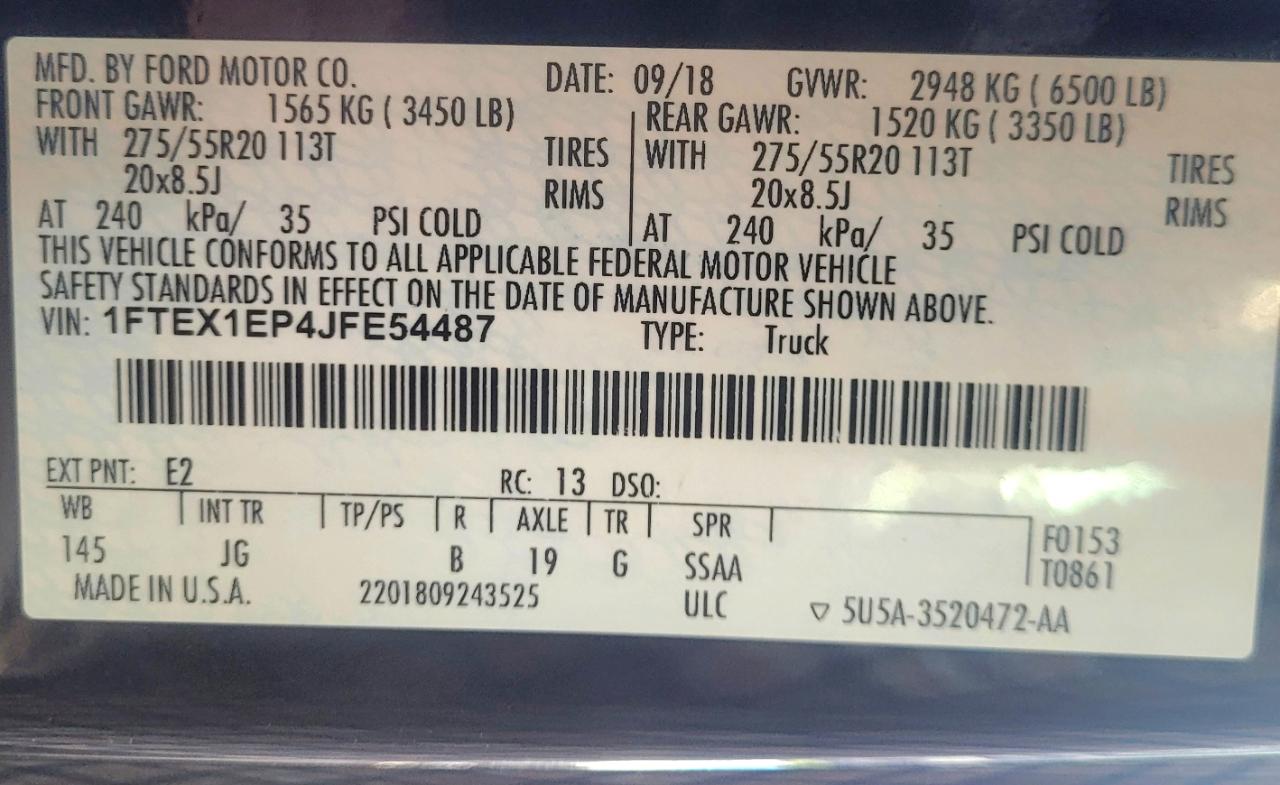 MFD. BY FORD MOTOR CO. DATE: 09/18 GVWR: 2948 KG ( 6500 LB)
FRONT GAWR: 1565 KG ( 3450 LB) REAR GAWR: 1520 KG ( 3350 LB)
WITH 275/55R20 113T TIRES WITH 275/55R20 113T TIRES
20x8.5J RIMS 20x8.5J RIMS
AT 240 kPa/ 35 PSI COLD AT 240 kPa/ 35 PSI COLD
THIS VEHICLE CONFORMS TO ALL APPLICABLE FEDERAL MOTOR VEHICLE
SAFETY STANDARDS IN EFFECT ON THE DATE OF MANUFACTURE SHOWN ABOVE.
VIN: 1FTEX1EP4JFE54487 TYPE: Truck
EXT PNT: E2 RC: 13 DSO:
WB INT TR TP/PS R AXLE TR SPR F0153
145 JG B 19 G SSAA T0861
MADE IN U.S.A. 2201809243525 ULC ▽ 5U5A-3520472-AA